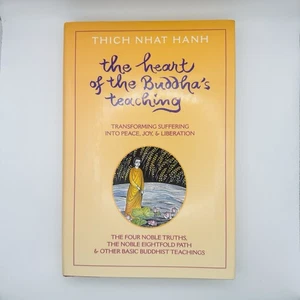 THICH NHAT HANH
the heart
of the Buddha's
teaching
TRANSFORMING SUFFERING
INTO PEACE, JOY, & LIBERATION
THE FOUR NOBLE TRUTHS,
THE NOBLE EIGHTFOLD PATH
& OTHER BASIC BUDDHIST TEACHINGS